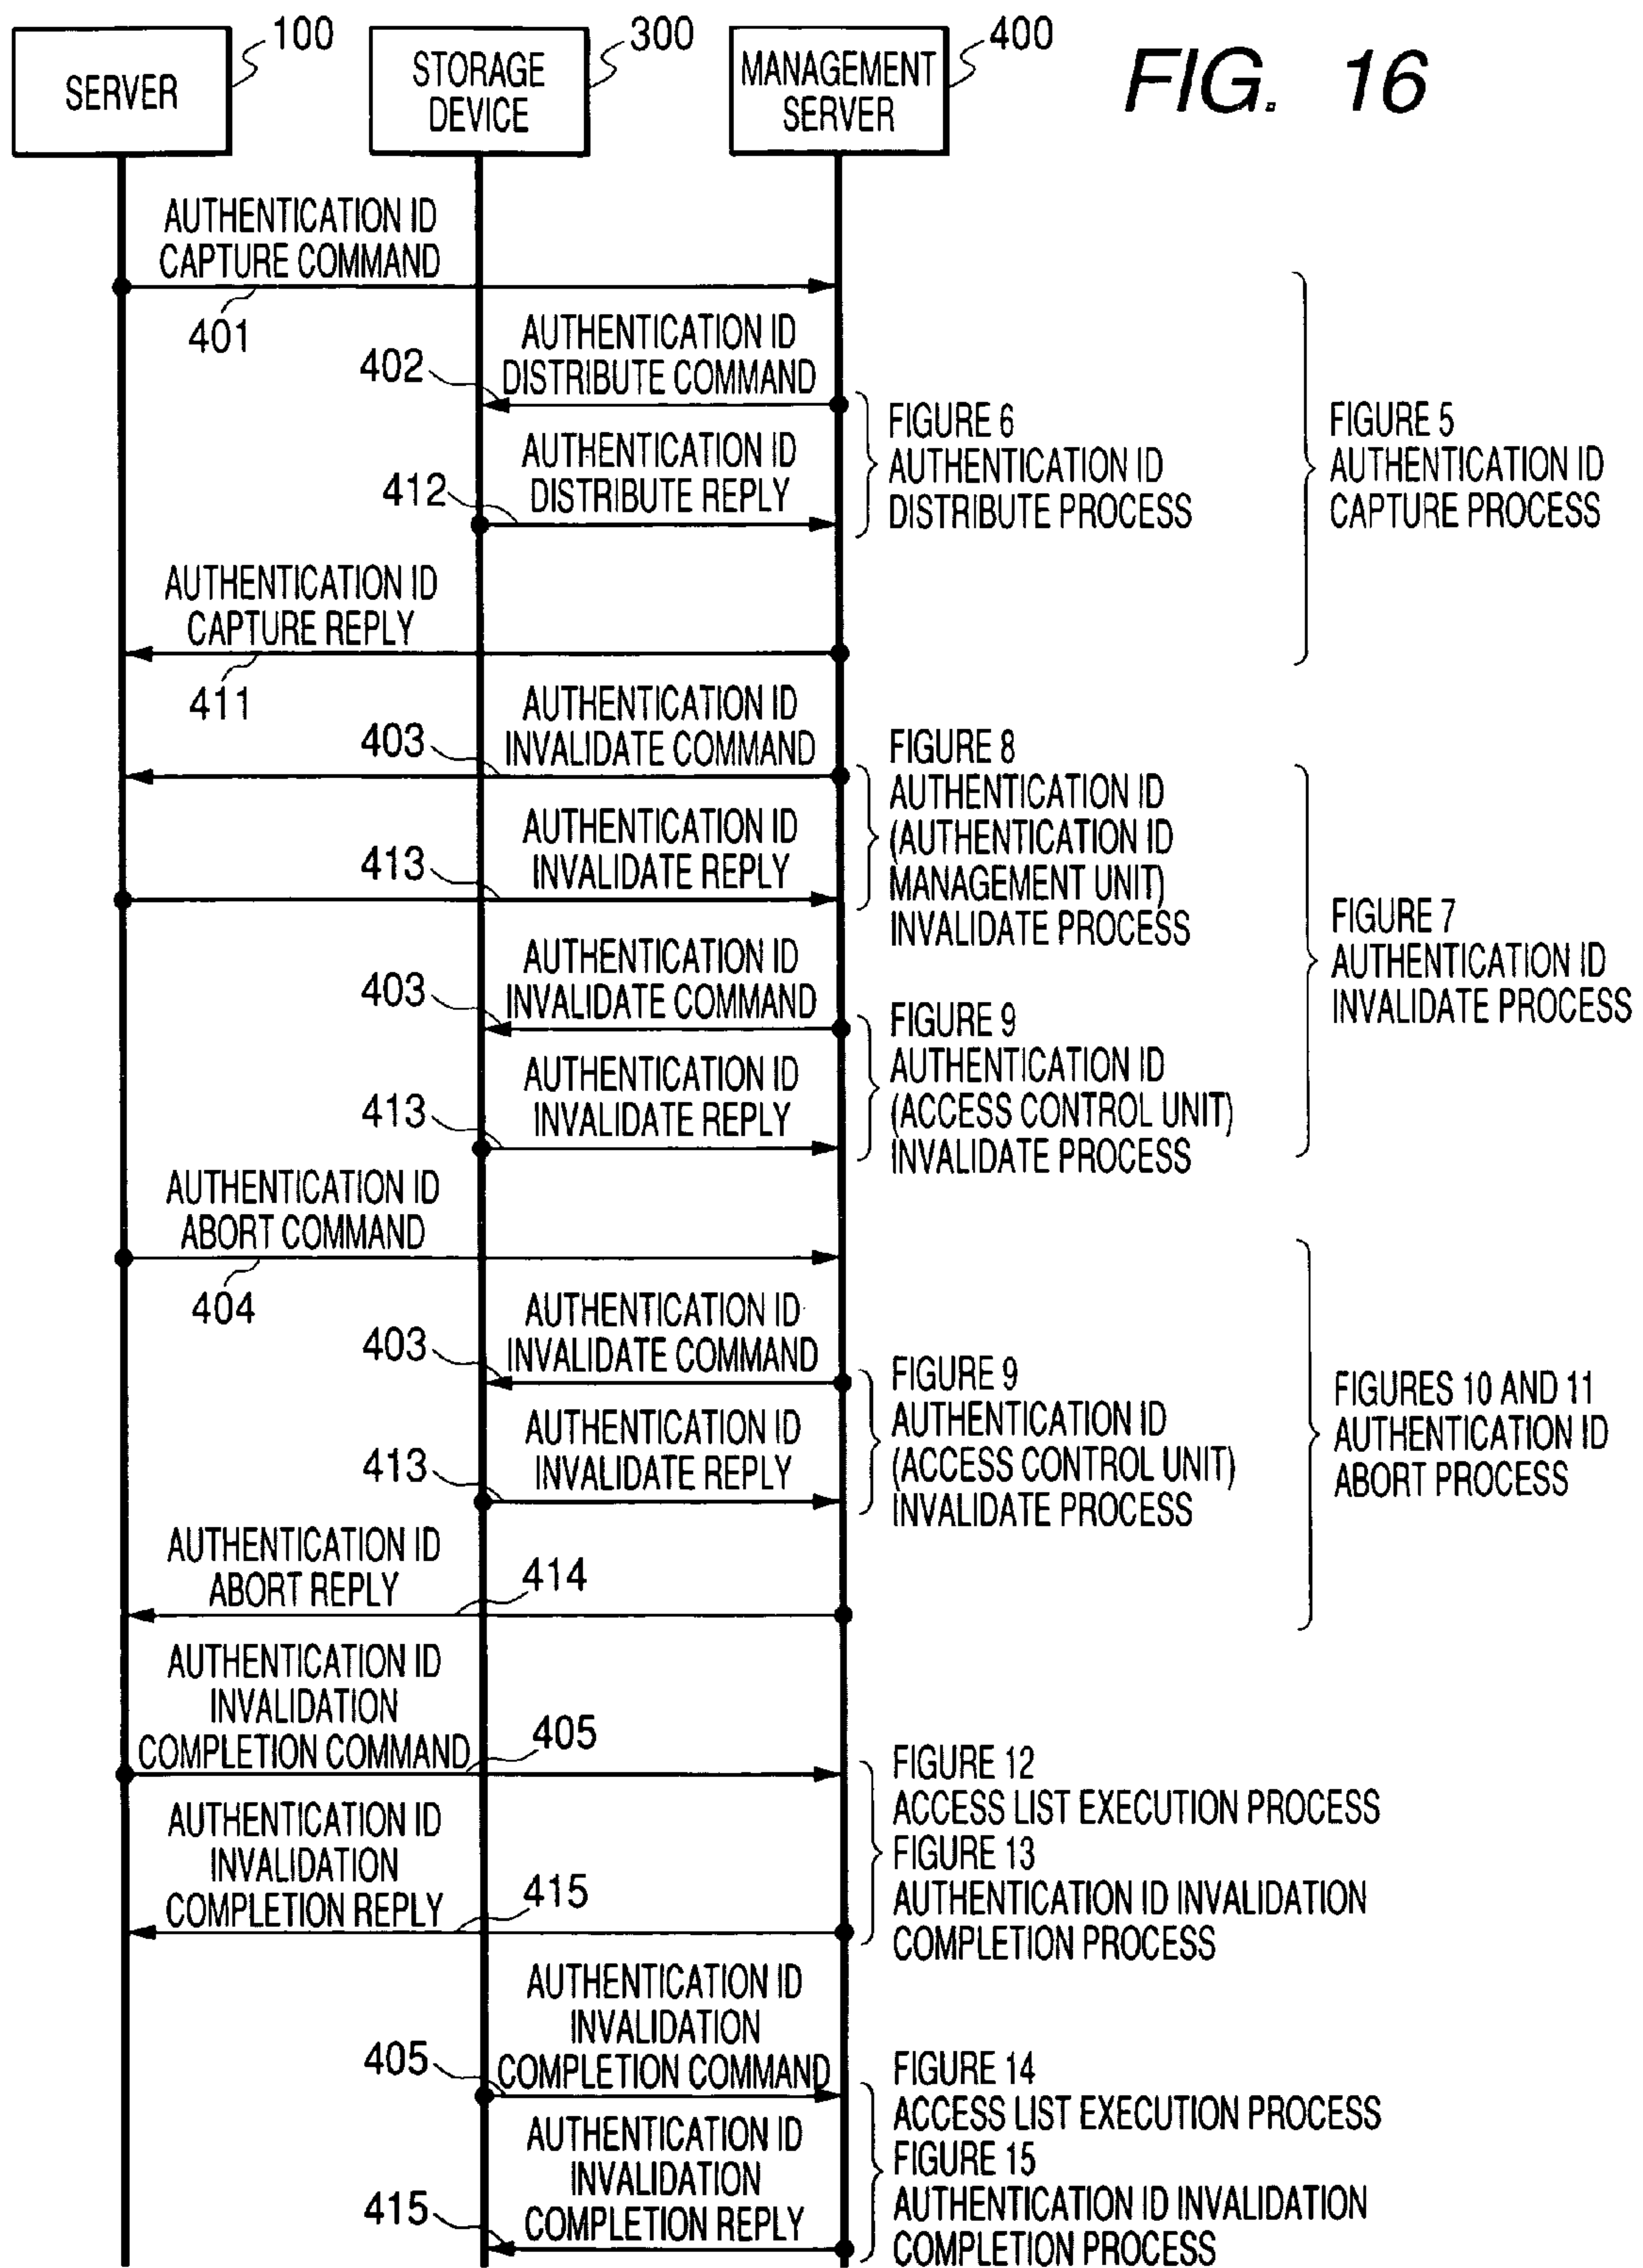 100
300
400
FIG. 16
SERVER
STORAGE
DEVICE
MANAGEMENT
SERVER
AUTHENTICATION ID
CAPTURE COMMAND
401
AUTHENTICATION ID
DISTRIBUTE COMMAND
402
AUTHENTICATION ID
DISTRIBUTE REPLY
412
FIGURE 6
AUTHENTICATION ID
DISTRIBUTE PROCESS
FIGURE 5
AUTHENTICATION ID
CAPTURE PROCESS
AUTHENTICATION ID
CAPTURE REPLY
411
AUTHENTICATION ID
INVALIDATE COMMAND
403
AUTHENTICATION ID
INVALIDATE REPLY
413
FIGURE 8
AUTHENTICATION ID
(AUTHENTICATION ID
MANAGEMENT UNIT)
INVALIDATE PROCESS
FIGURE 7
AUTHENTICATION ID
INVALIDATE PROCESS
AUTHENTICATION ID
INVALIDATE COMMAND
403
AUTHENTICATION ID
INVALIDATE REPLY
413
FIGURE 9
AUTHENTICATION ID
(ACCESS CONTROL UNIT)
INVALIDATE PROCESS
AUTHENTICATION ID
ABORT COMMAND
404
AUTHENTICATION ID
INVALIDATE COMMAND
403
AUTHENTICATION ID
INVALIDATE REPLY
413
FIGURE 9
AUTHENTICATION ID
(ACCESS CONTROL UNIT)
INVALIDATE PROCESS
FIGURES 10 AND 11
AUTHENTICATION ID
ABORT PROCESS
AUTHENTICATION ID
ABORT REPLY
414
AUTHENTICATION ID
INVALIDATION
COMPLETION COMMAND
405
AUTHENTICATION ID
INVALIDATION
COMPLETION REPLY
415
FIGURE 12
ACCESS LIST EXECUTION PROCESS
FIGURE 13
AUTHENTICATION ID INVALIDATION
COMPLETION PROCESS
AUTHENTICATION ID
INVALIDATION
COMPLETION COMMAND
405
AUTHENTICATION ID
INVALIDATION
COMPLETION REPLY
415
FIGURE 14
ACCESS LIST EXECUTION PROCESS
FIGURE 15
AUTHENTICATION ID INVALIDATION
COMPLETION PROCESS